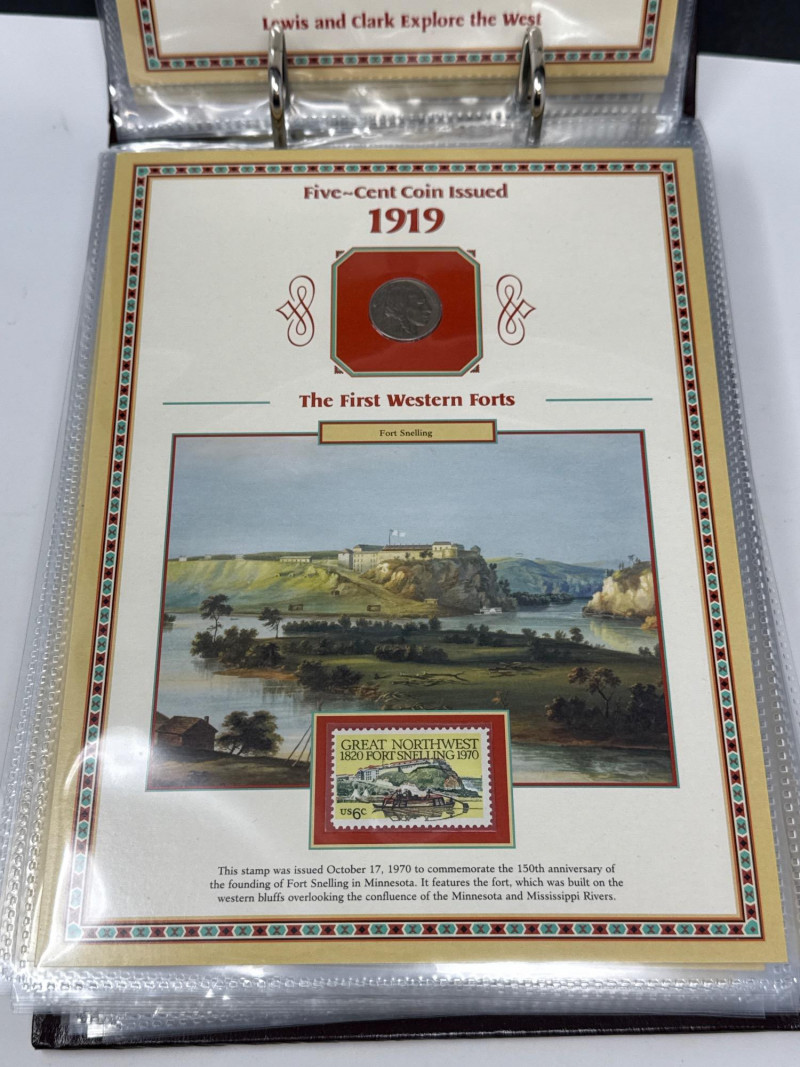 Lewis and Clark Explore the West
Five~Cent Coin Issued
1919
The First Western Forts
Fort Snelling
GREAT NORTHWEST
1820 FORT SNELLING 1970
US 6c
This stamp was issued October 17, 1970 to commemorate the 150th anniversary of
the founding of Fort Snelling in Minnesota. It features the fort, which was built on the
western bluffs overlooking the confluence of the Minnesota and Mississippi Rivers.